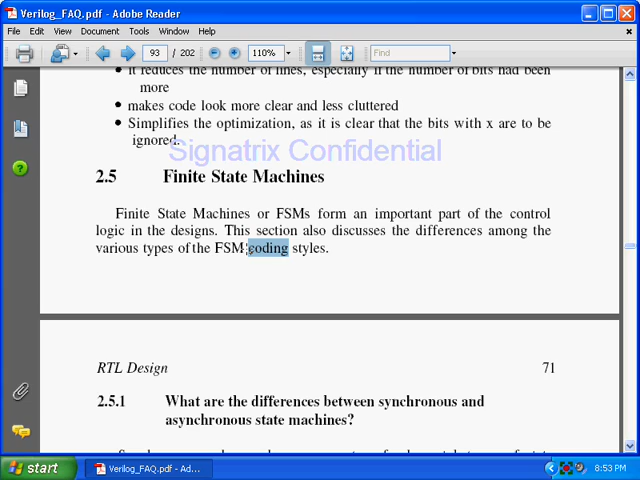 Verilog_FAQ.pdf - Adobe Reader
File Edit View Document Tools Window Help
93 / 202 110% Find
it reduces the number of lines, especially if the number of bits had been
more
• makes code look more clear and less cluttered
• Simplifies the optimization, as it is clear that the bits with x are to be
ignored.
Signatrix Confidential
2.5 Finite State Machines
Finite State Machines or FSMs form an important part of the control
logic in the designs. This section also discusses the differences among the
various types of the FSM coding styles.
RTL Design 71
2.5.1 What are the differences between synchronous and
asynchronous state machines?
start Verilog_FAQ.pdf - Ado... 8:53 PM